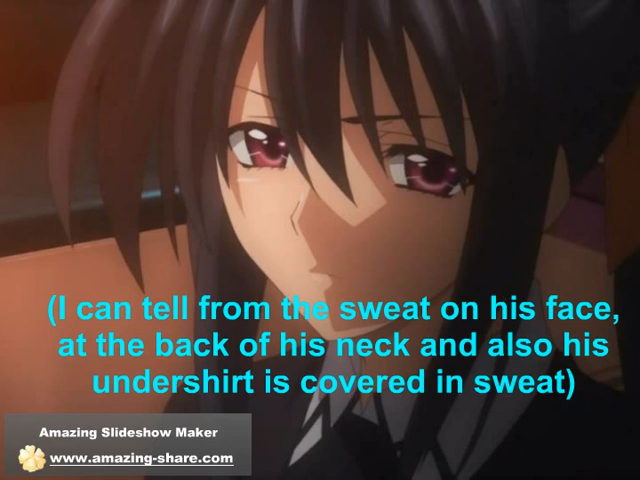 (I can tell from the sweat on his face,
at the back of his neck and also his
undershirt is covered in sweat)
Amazing Slideshow Maker
www.amazing-share.com